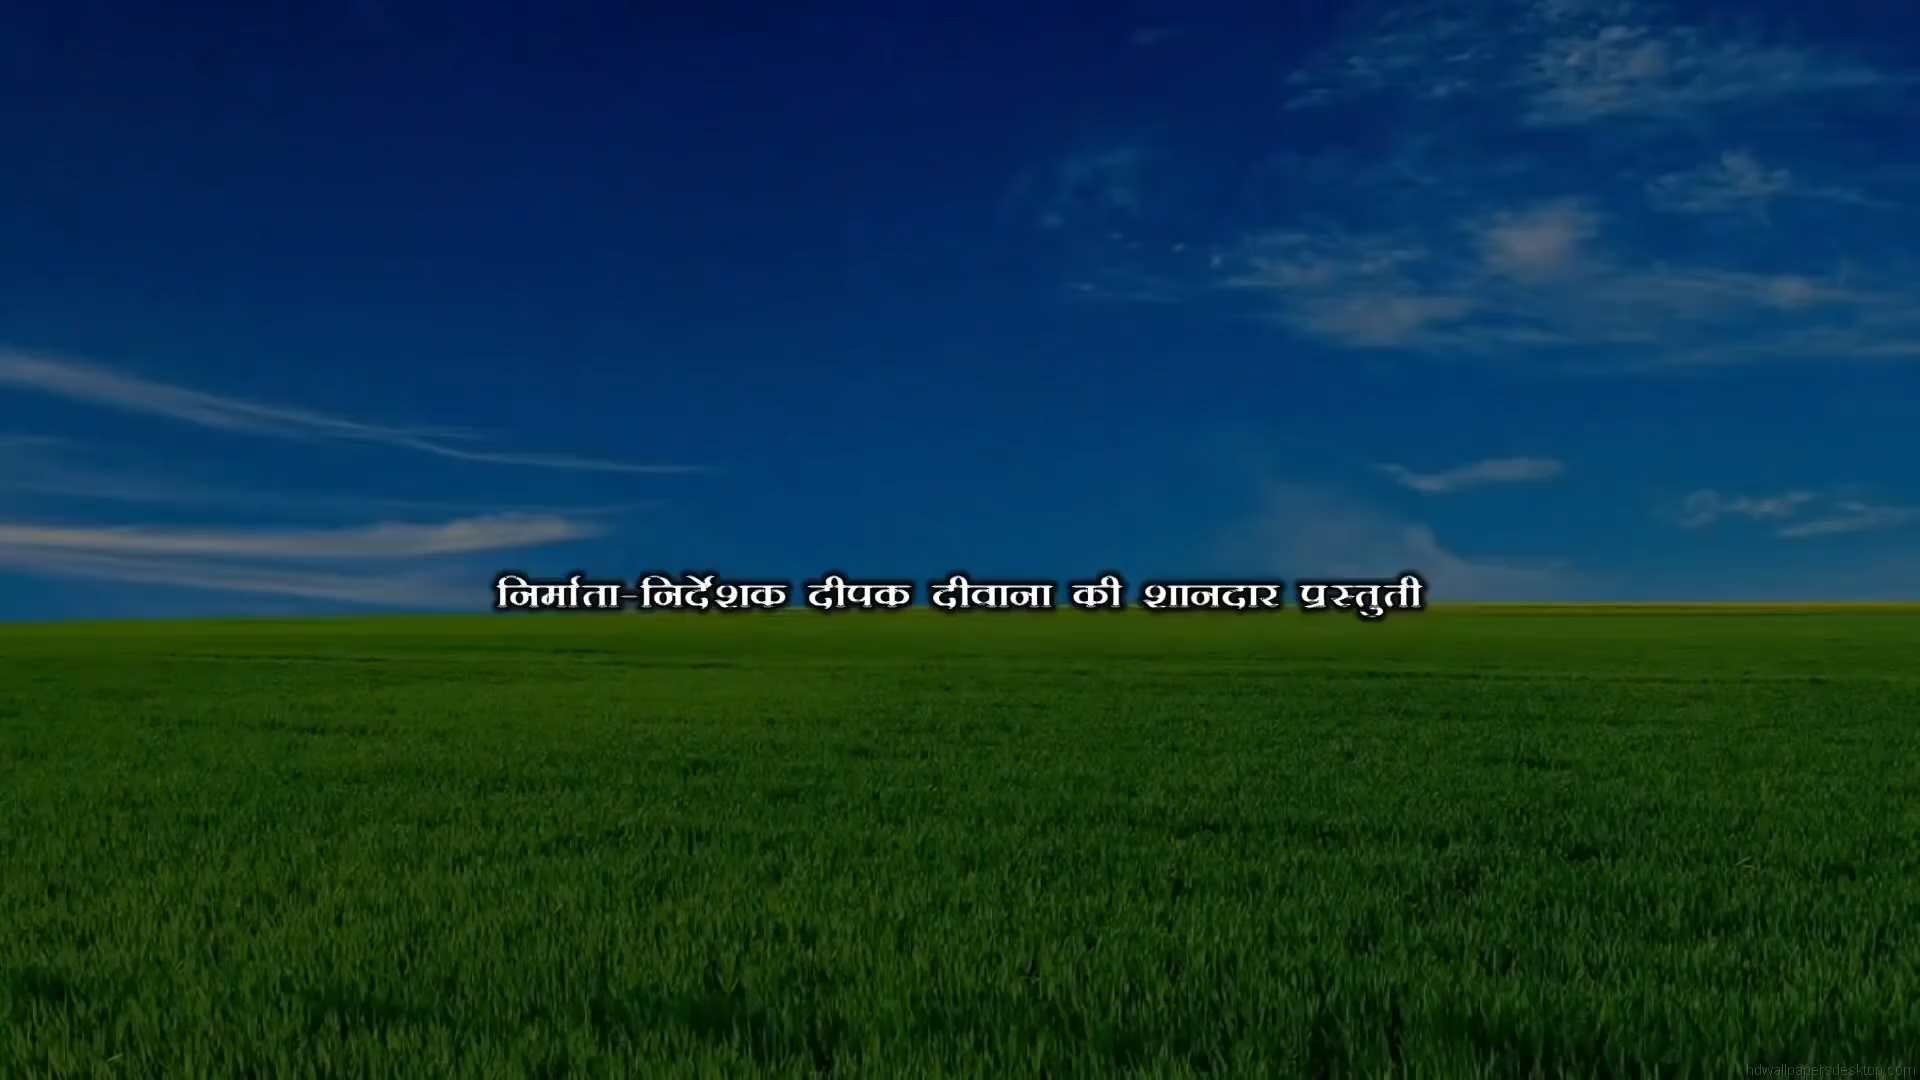 निर्माता-निर्देशक दीपक दीवाना की शानदार प्रस्तुती
hdwallpapersdesktop.com